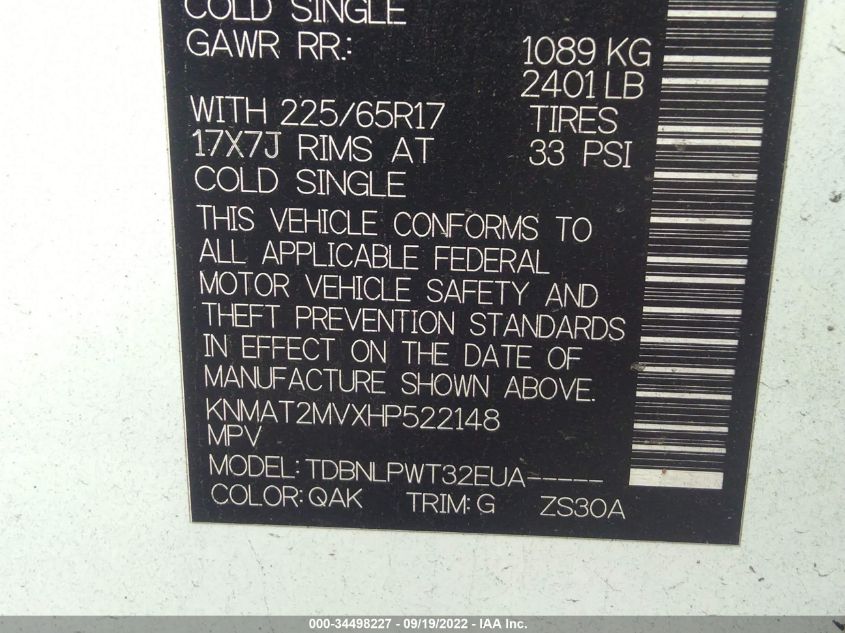 COLD SINGLE
GAWR RR.: 1089 KG
2401 LB
WITH 225/65R17 TIRES
17X7J RIMS AT 33 PSI
COLD SINGLE
THIS VEHICLE CONFORMS TO
ALL APPLICABLE FEDERAL
MOTOR VEHICLE SAFETY AND
THEFT PREVENTION STANDARDS
IN EFFECT ON THE DATE OF
MANUFACTURE SHOWN ABOVE.
KNMAT2MVXHP522148
MPV
MODEL: TDBNLPWT32EUA-----
COLOR: QAK TRIM: G ZS30A
000-34498227 - 09/19/2022 - IAA Inc.